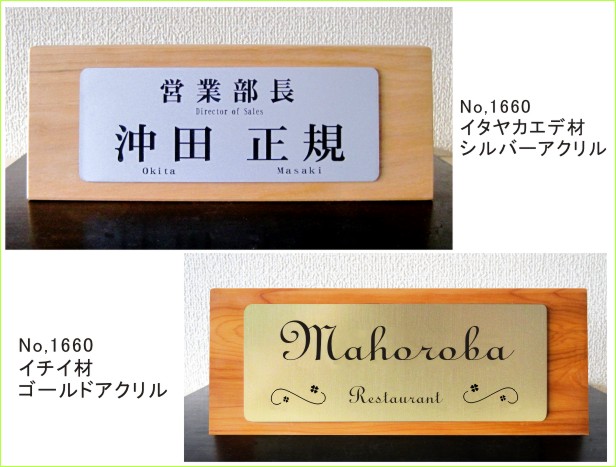 営業部長
Director of Sales
沖田 正規
Okita Masaki
No,1660
イタヤカエデ材
シルバーアクリル
No,1660
イチイ材
ゴールドアクリル
Mahoroba
Restaurant